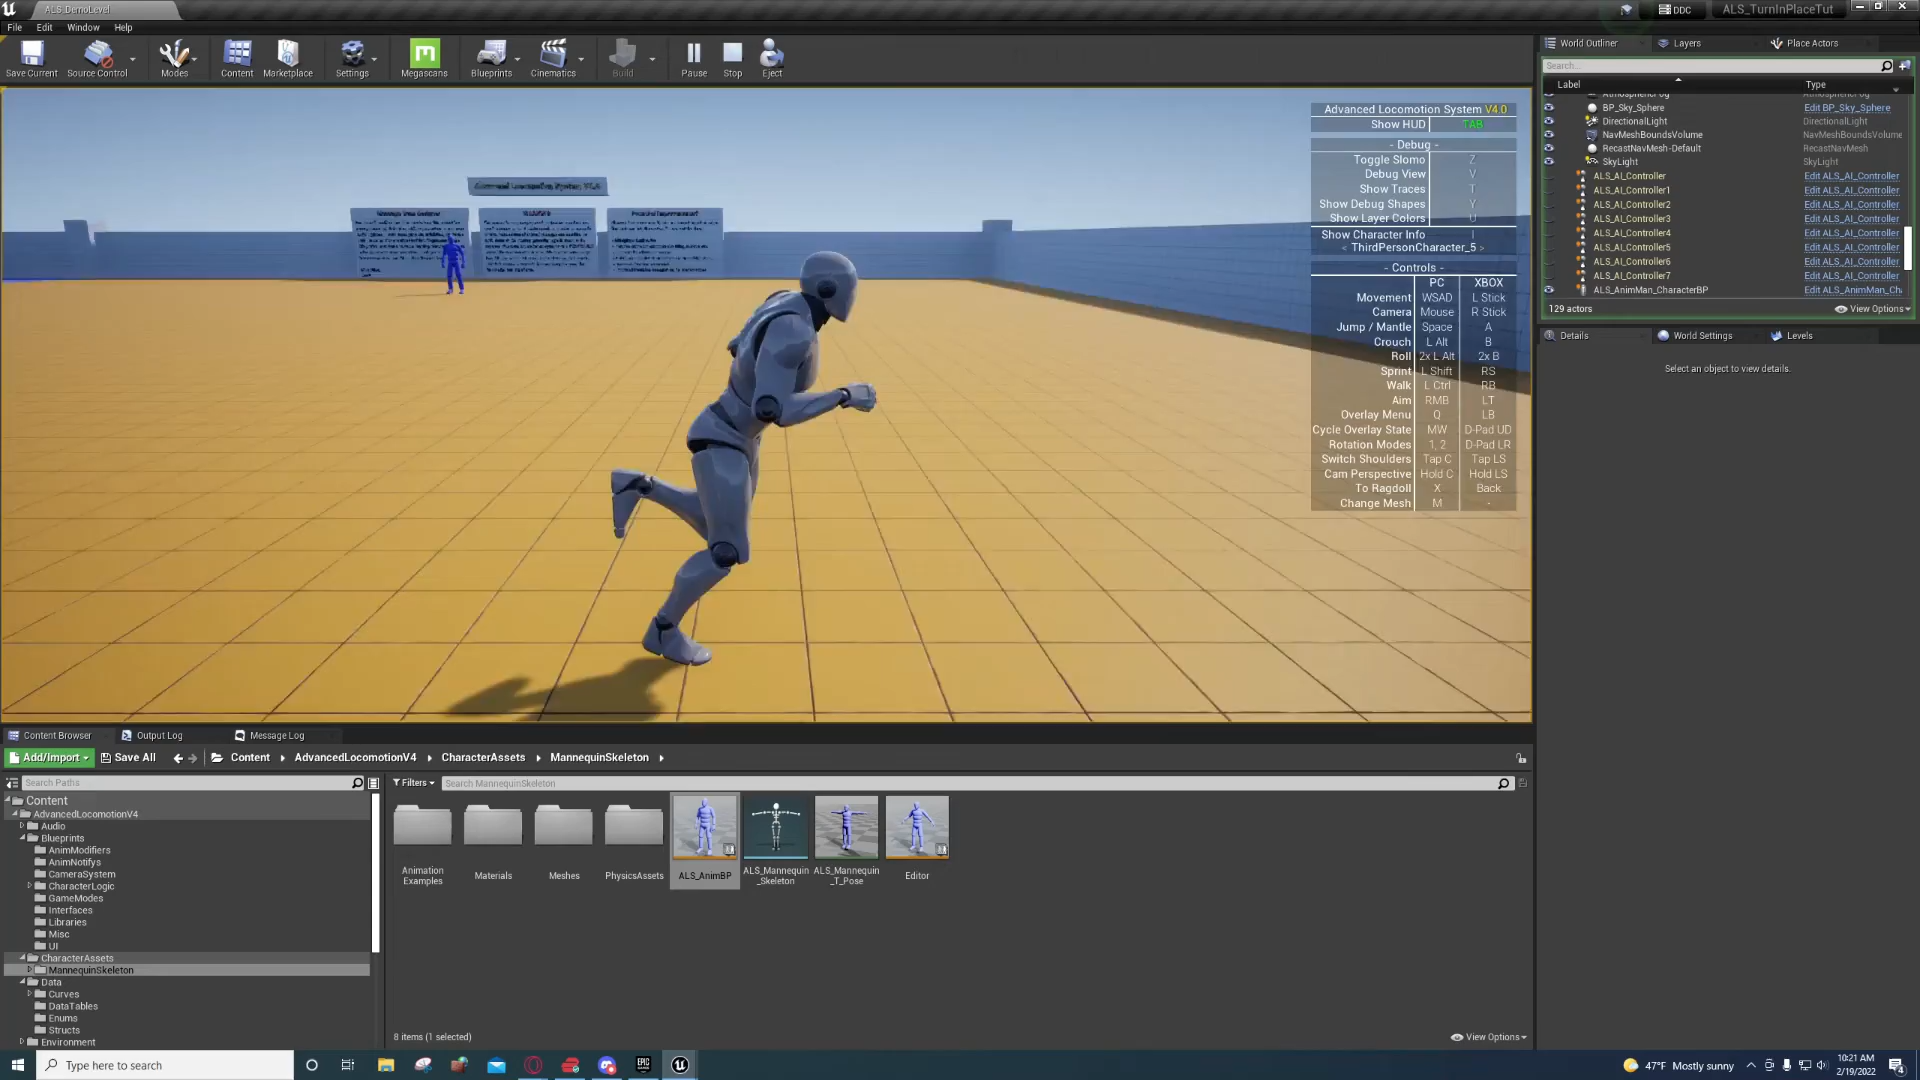 ALS_DemoLevel
DDC
ALS_TurnInPlaceTut
File Edit Window Help
Save Current
Source Control
Modes
Content
Marketplace
Settings
Megascans
Blueprints
Cinematics
Build
Pause
Stop
Eject
Advanced Locomotion System V4.0
Show HUD TAB
- Debug -
Toggle Slomo Z
Debug View V
Show Traces T
Show Debug Shapes Y
Show Layer Colors U
Show Character Info I
< ThirdPersonCharacter_5 >
- Controls -
PC XBOX
Movement WSAD L Stick
Camera Mouse R Stick
Jump / Mantle Space A
Crouch L Alt B
Roll 2x L Alt 2x B
Sprint L Shift RS
Walk L Ctrl RB
Aim RMB LT
Overlay Menu Q LB
Cycle Overlay State MW D-Pad UD
Rotation Modes 1, 2 D-Pad LR
Switch Shoulders Tap C Tap LS
Cam Perspective Hold C Hold LS
To Ragdoll X Back
Change Mesh M -
World Outliner Layers Place Actors
Search...
Label Type
AtmosphericFog AtmosphericFog
BP_Sky_Sphere Edit BP_Sky_Sphere
DirectionalLight DirectionalLight
NavMeshBoundsVolume NavMeshBoundsVolume
RecastNavMesh-Default RecastNavMesh
SkyLight SkyLight
ALS_AI_Controller Edit ALS_AI_Controller
ALS_AI_Controller1 Edit ALS_AI_Controller
ALS_AI_Controller2 Edit ALS_AI_Controller
ALS_AI_Controller3 Edit ALS_AI_Controller
ALS_AI_Controller4 Edit ALS_AI_Controller
ALS_AI_Controller5 Edit ALS_AI_Controller
ALS_AI_Controller6 Edit ALS_AI_Controller
ALS_AI_Controller7 Edit ALS_AI_Controller
ALS_AnimMan_CharacterBP Edit ALS_AnimMan_Ch
129 actors View Options
Details World Settings Levels
Select an object to view details.
Content Browser Output Log Message Log
Add/Import Save All Content AdvancedLocomotionV4 CharacterAssets MannequinSkeleton
Search Paths
Filters Search MannequinSkeleton
Content
AdvancedLocomotionV4
Audio
Blueprints
AnimModifiers
AnimNotifys
CameraSystem
CharacterLogic
GameModes
Interfaces
Libraries
Misc
UI
CharacterAssets
MannequinSkeleton
Data
Curves
DataTables
Enums
Structs
Environment
Animation
Examples
Materials
Meshes
PhysicsAssets
ALS_AnimBP
ALS_Mannequin
_Skeleton
ALS_Mannequin
_T_Pose
Editor
8 items (1 selected) View Options
Type here to search
47°F Mostly sunny
10:21 AM
2/19/2022
4